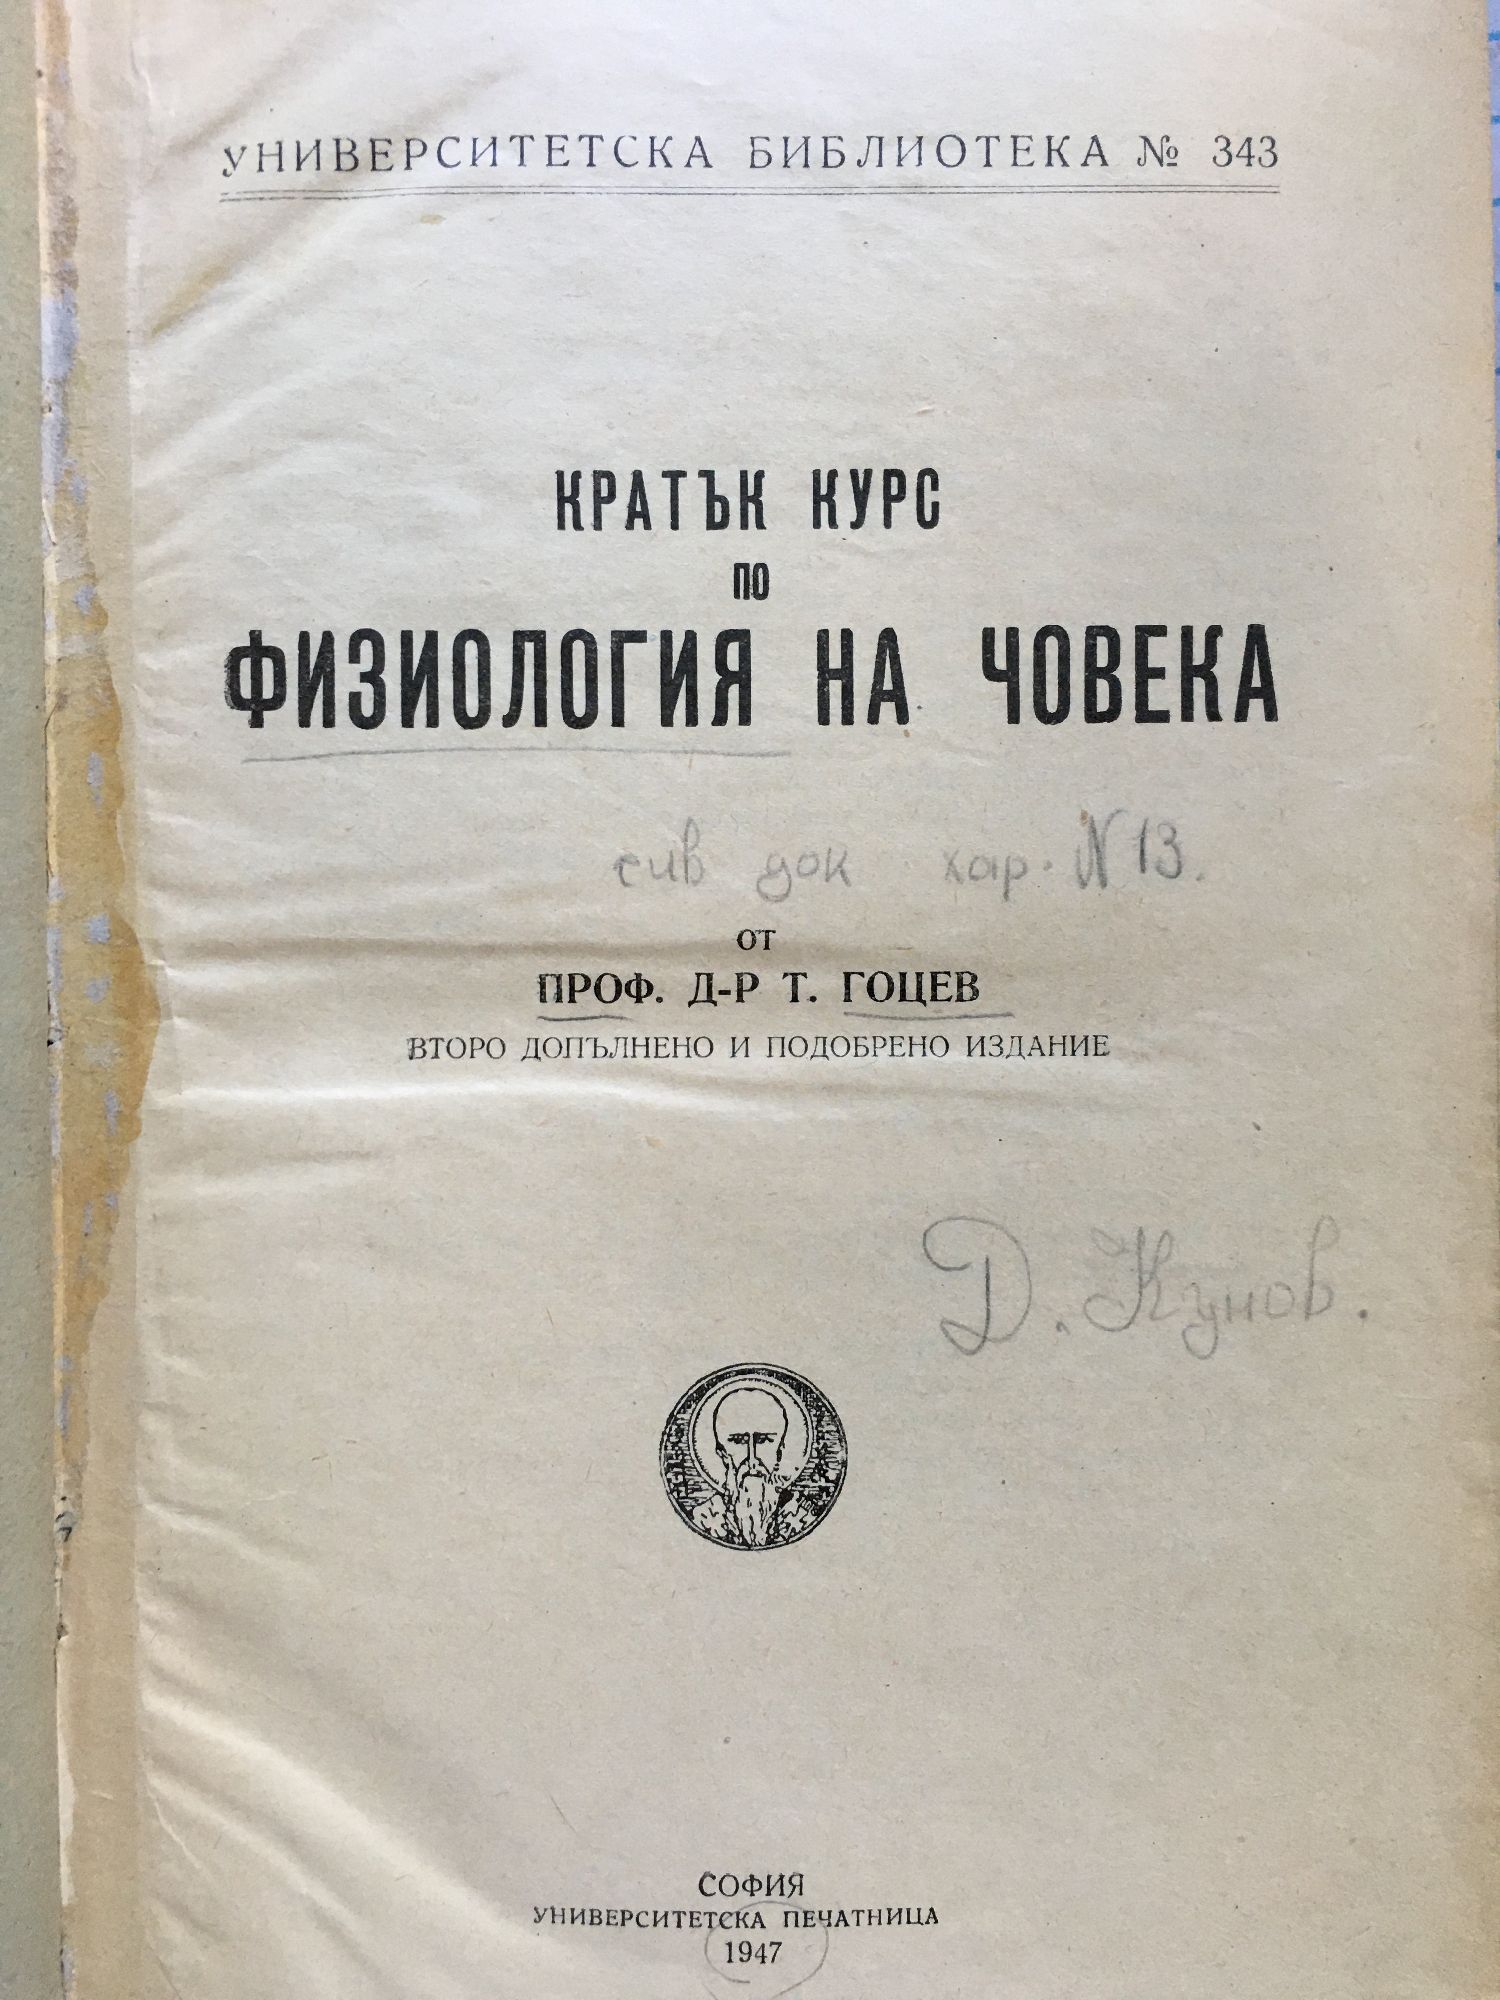 УНИВЕРСИТЕТСКА БИБЛИОТЕКА № 343
КРАТЪК КУРС
ПО
ФИЗИОЛОГИЯ НА ЧОВЕКА
сив док хар. N 13.
ОТ
ПРОФ. Д-Р Т. ГОЦЕВ
ВТОРО ДОПЪЛНЕНО И ПОДОБРЕНО ИЗДАНИЕ
Д. Кунов.
СОФИЯ
УНИВЕРСИТЕТСКА ПЕЧАТНИЦА
1947